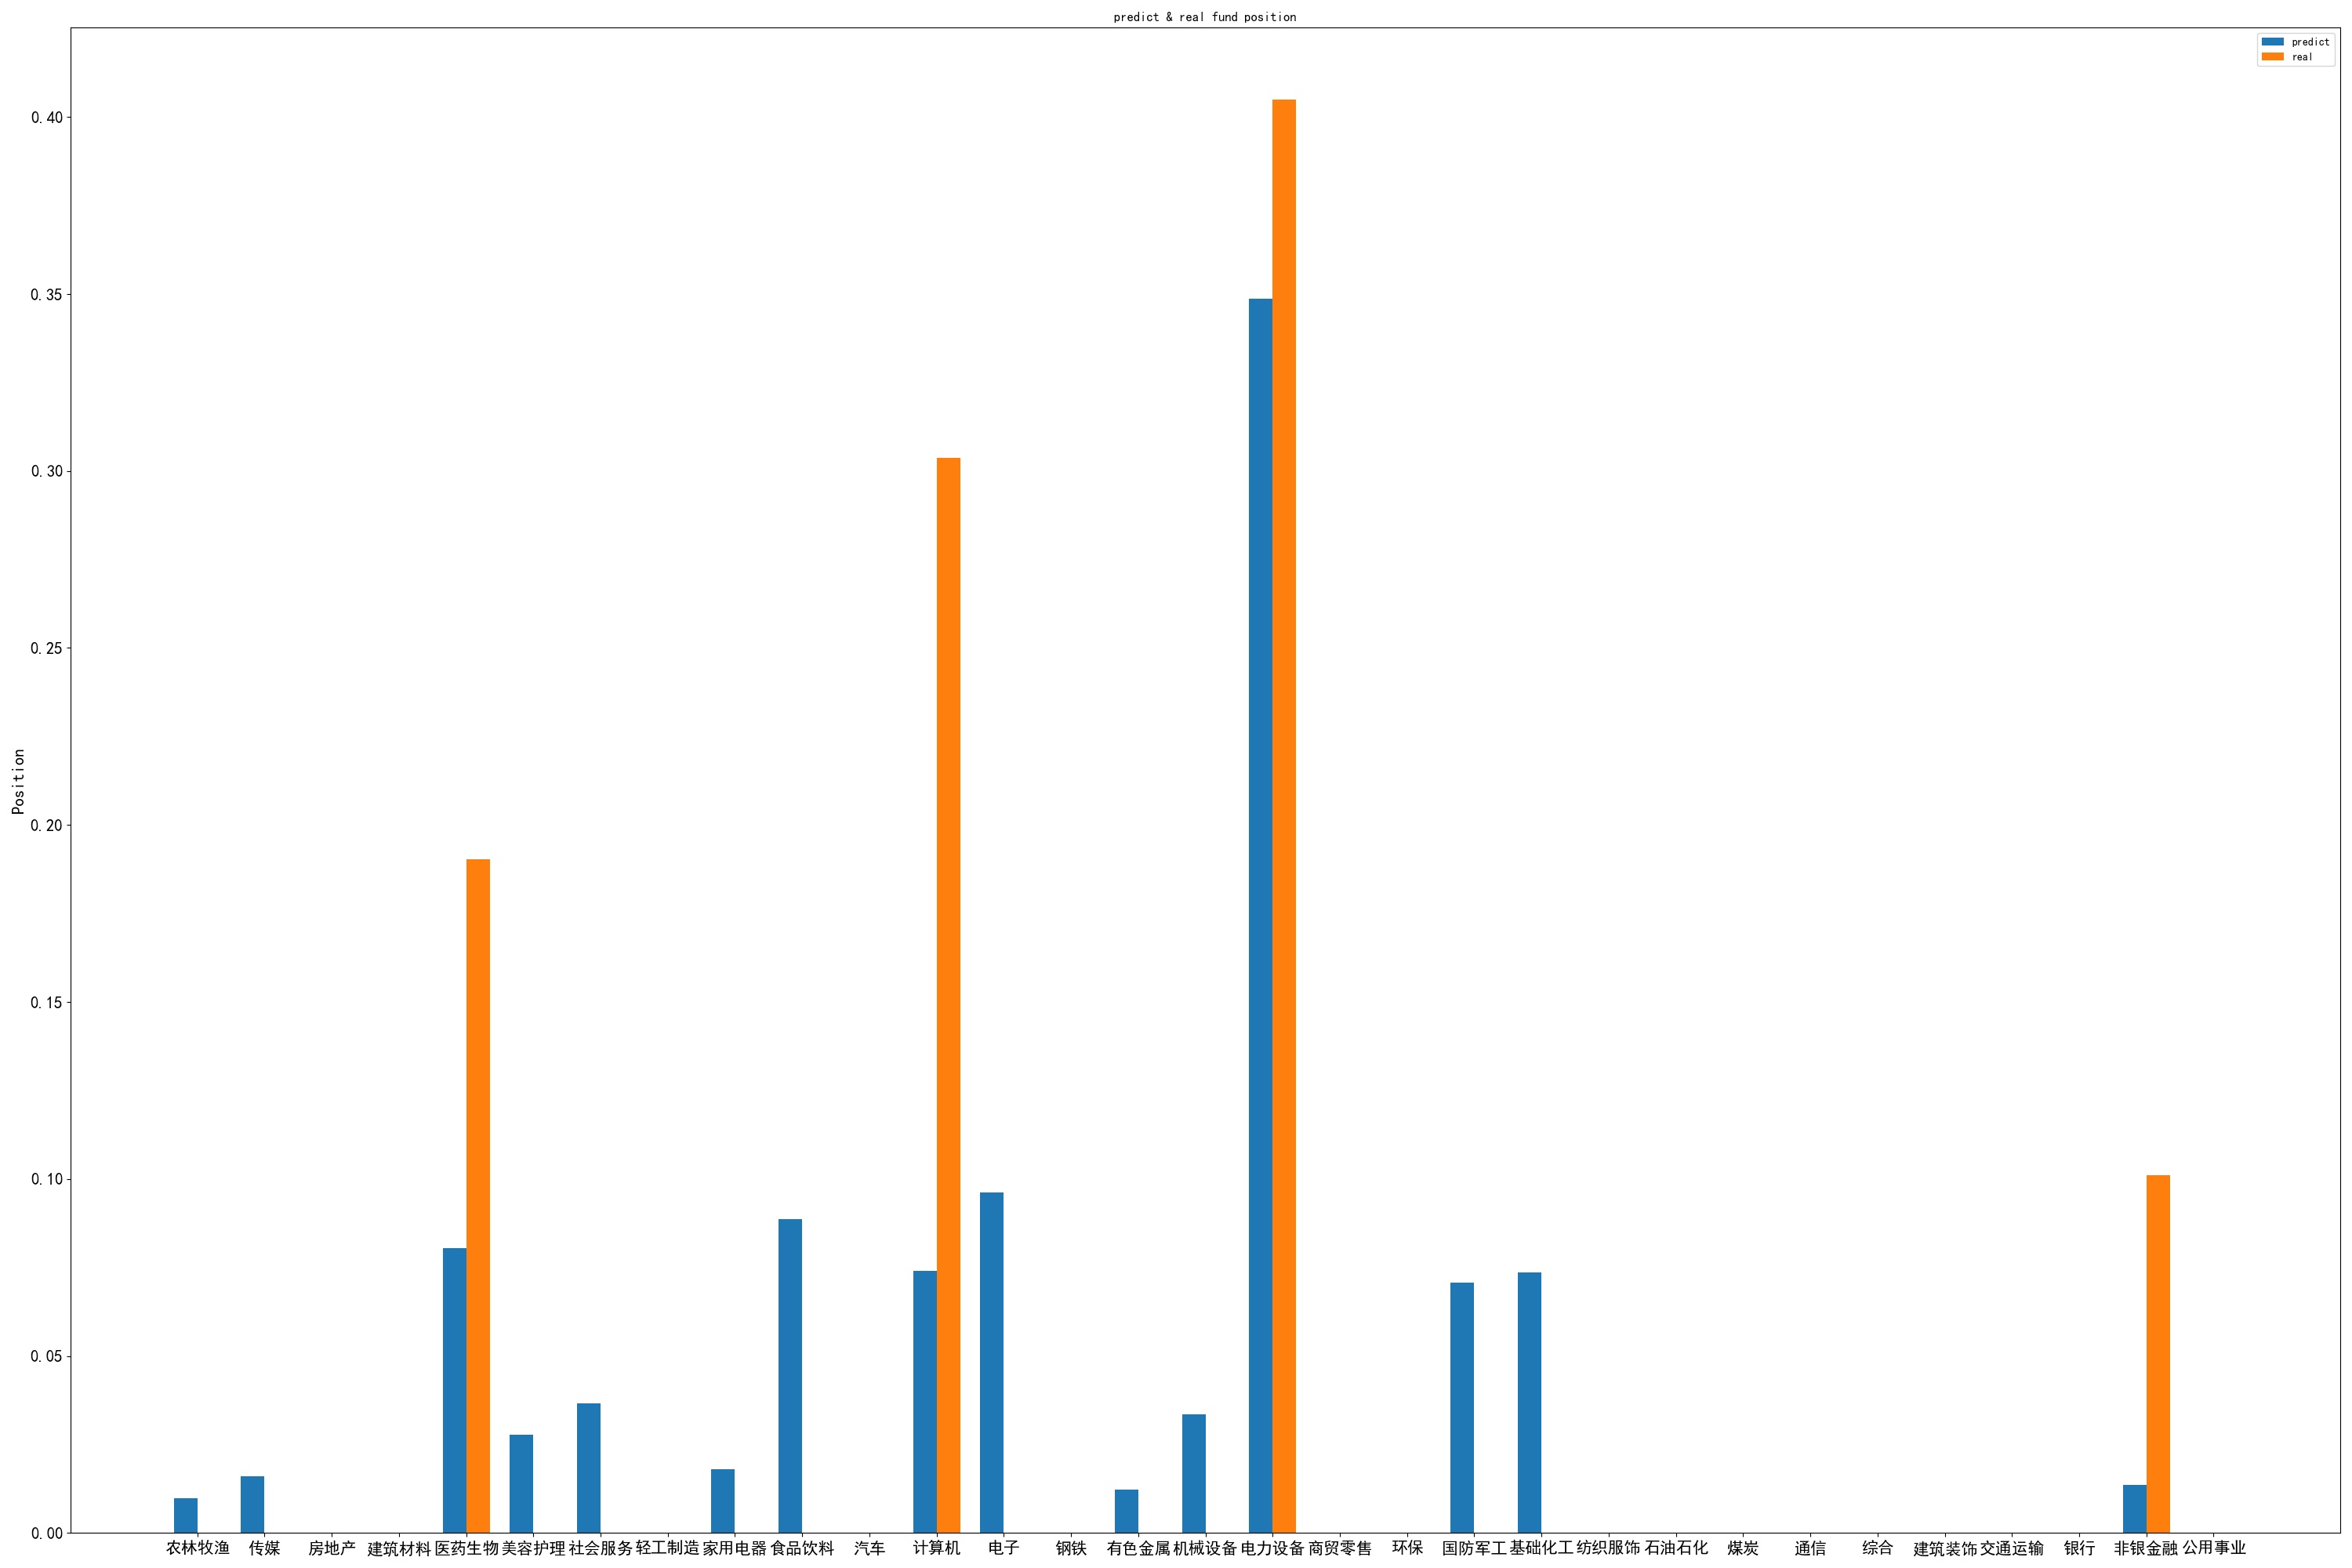 predict & real fund position
predict
real
0.40
0.35
0.30
0.25
0.20
0.15
0.10
0.05
0.00
Position
农林牧渔 传媒 房地产 建筑材料 医药生物 美容护理 社会服务 轻工制造 家用电器 食品饮料 汽车 计算机 电子 钢铁 有色金属 机械设备 电力设备 商贸零售 环保 国防军工 基础化工 纺织服饰 石油石化 煤炭 通信 综合 建筑装饰 交通运输 银行 非银金融 公用事业